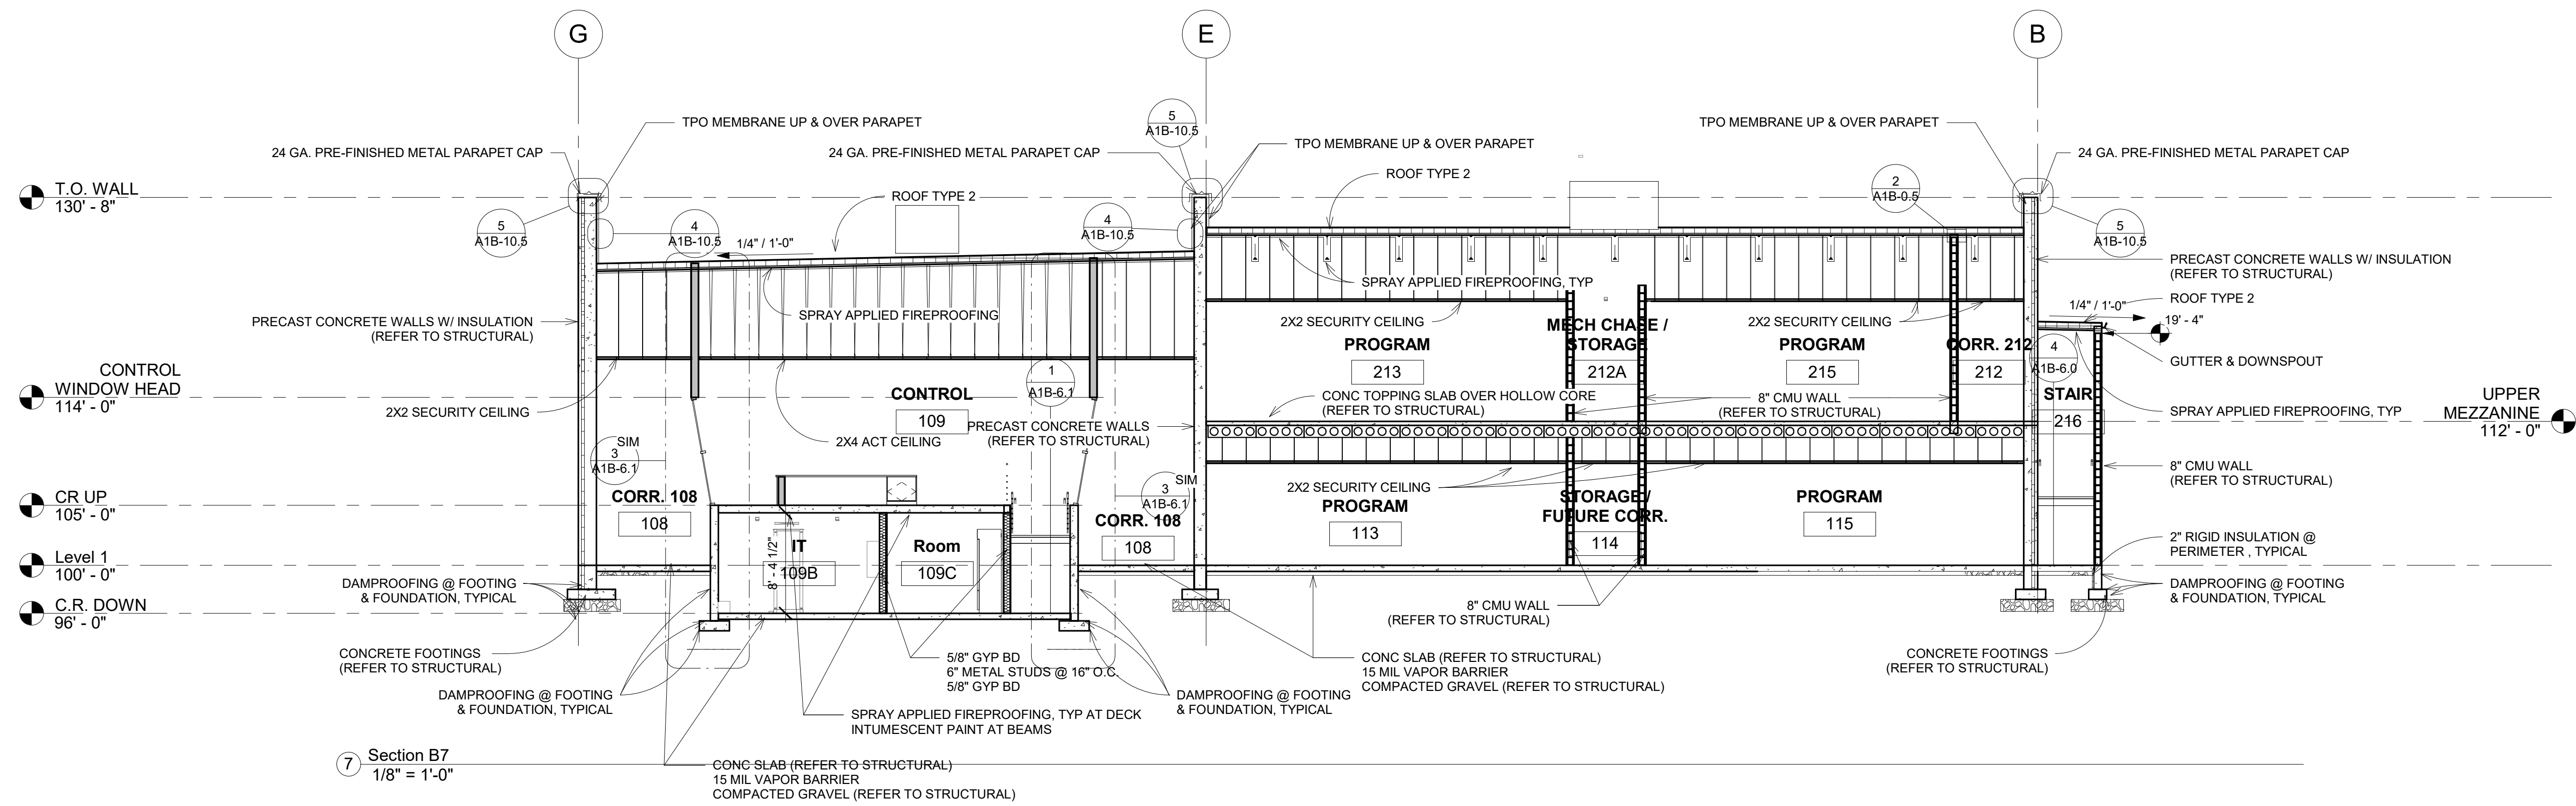 G
E
B
TPO MEMBRANE UP & OVER PARAPET
24 GA. PRE-FINISHED METAL PARAPET CAP
5
A1B-10.5
24 GA. PRE-FINISHED METAL PARAPET CAP
TPO MEMBRANE UP & OVER PARAPET
TPO MEMBRANE UP & OVER PARAPET
24 GA. PRE-FINISHED METAL PARAPET CAP
T.O. WALL
130' - 8"
ROOF TYPE 2
ROOF TYPE 2
2
A1B-0.5
5
A1B-10.5
4
A1B-10.5
1/4" / 1'-0"
4
A1B-10.5
5
A1B-10.5
PRECAST CONCRETE WALLS W/ INSULATION
(REFER TO STRUCTURAL)
SPRAY APPLIED FIREPROOFING, TYP
ROOF TYPE 2
1/4" / 1'-0"
19' - 4"
PRECAST CONCRETE WALLS W/ INSULATION
(REFER TO STRUCTURAL)
SPRAY APPLIED FIREPROOFING
2X2 SECURITY CEILING
MECH CHASE /
STORAGE
212A
2X2 SECURITY CEILING
PROGRAM
213
PROGRAM
215
CORR. 212
212
4
A1B-6.0
GUTTER & DOWNSPOUT
CONTROL
WINDOW HEAD
114' - 0"
1
A1B-6.1
CONTROL
109
2X2 SECURITY CEILING
2X4 ACT CEILING
PRECAST CONCRETE WALLS
(REFER TO STRUCTURAL)
CONC TOPPING SLAB OVER HOLLOW CORE
(REFER TO STRUCTURAL)
8" CMU WALL
(REFER TO STRUCTURAL)
STAIR
216
SPRAY APPLIED FIREPROOFING, TYP
UPPER
MEZZANINE
112' - 0"
SIM
3
A1B-6.1
8" CMU WALL
(REFER TO STRUCTURAL)
SIM
3
A1B-6.1
2X2 SECURITY CEILING
CR UP
105' - 0"
CORR. 108
108
CORR. 108
108
PROGRAM
113
STORAGE /
FUTURE CORR.
114
PROGRAM
115
Level 1
100' - 0"
IT
109B
8' - 4 1/2"
Room
109C
2" RIGID INSULATION @
PERIMETER , TYPICAL
DAMPROOFING @ FOOTING
& FOUNDATION, TYPICAL
DAMPROOFING @ FOOTING
& FOUNDATION, TYPICAL
C.R. DOWN
96' - 0"
8" CMU WALL
(REFER TO STRUCTURAL)
CONCRETE FOOTINGS
(REFER TO STRUCTURAL)
5/8" GYP BD
6" METAL STUDS @ 16" O.C.
5/8" GYP BD
CONC SLAB (REFER TO STRUCTURAL)
15 MIL VAPOR BARRIER
COMPACTED GRAVEL (REFER TO STRUCTURAL)
CONCRETE FOOTINGS
(REFER TO STRUCTURAL)
DAMPROOFING @ FOOTING
& FOUNDATION, TYPICAL
DAMPROOFING @ FOOTING
& FOUNDATION, TYPICAL
SPRAY APPLIED FIREPROOFING, TYP AT DECK
INTUMESCENT PAINT AT BEAMS
7
Section B7
1/8" = 1'-0"
CONC SLAB (REFER TO STRUCTURAL)
15 MIL VAPOR BARRIER
COMPACTED GRAVEL (REFER TO STRUCTURAL)